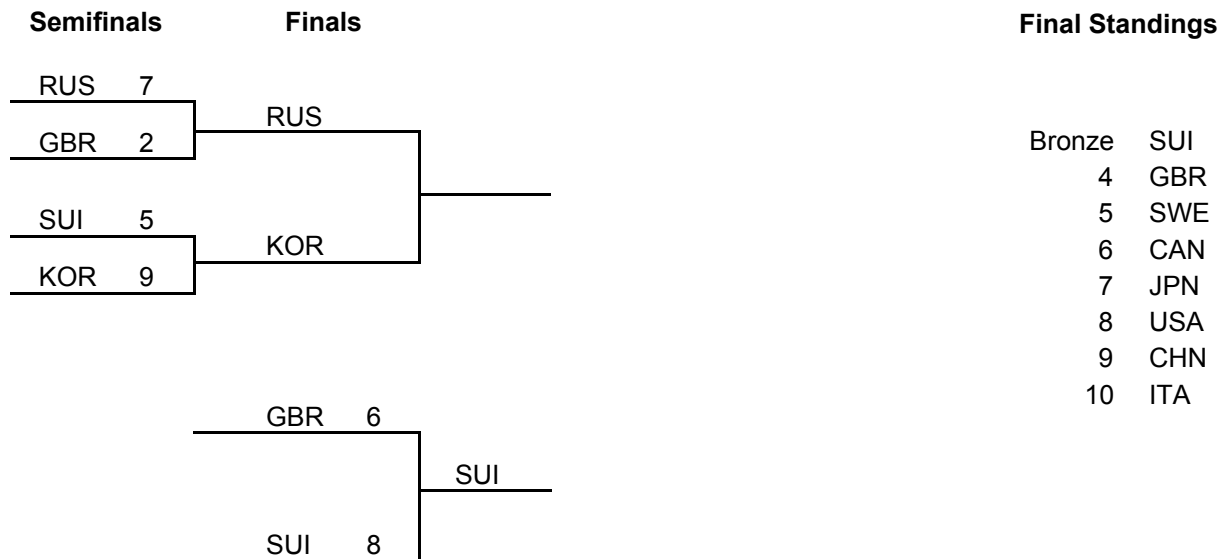 Semifinals Finals Final Standings
RUS 7
RUS
GBR 2
Bronze SUI
4 GBR
5 SWE
SUI 5
KOR
6 CAN
KOR 9
7 JPN
8 USA
9 CHN
10 ITA
GBR 6
SUI
SUI 8